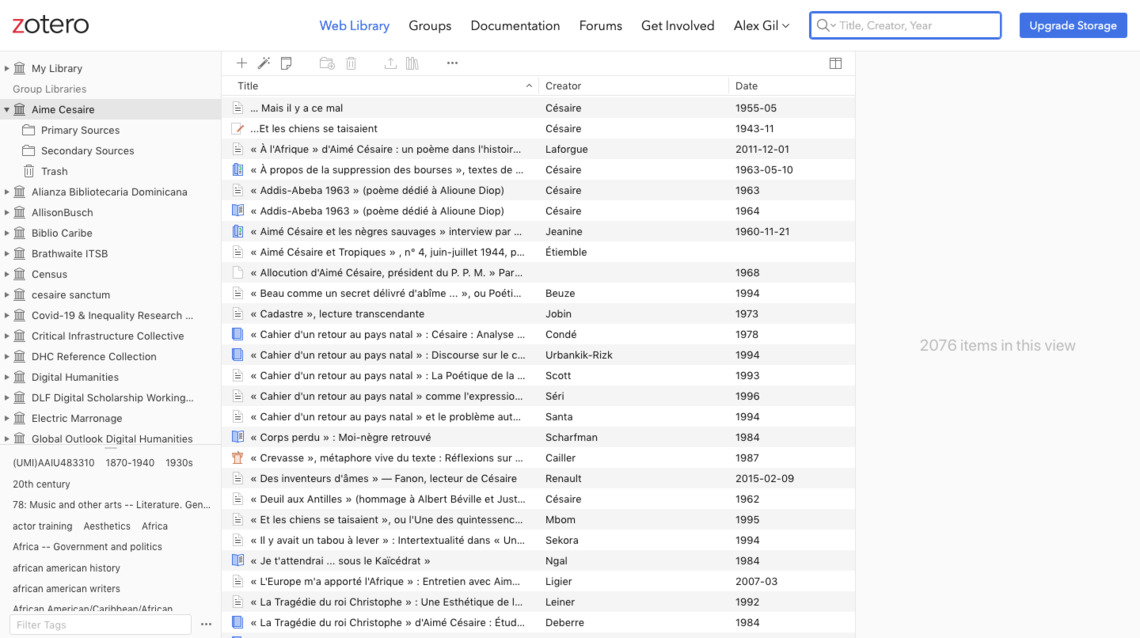 zotero
Web Library Groups Documentation Forums Get Involved Alex Gil Title, Creator, Year Upgrade Storage
My Library
Group Libraries
Aime Cesaire
Primary Sources
Secondary Sources
Trash
Alianza Bibliotecaria Dominicana
AllisonBusch
Biblio Caribe
Brathwaite ITSB
Census
cesaire sanctum
Covid-19 & Inequality Research ...
Critical Infrastructure Collective
DHC Reference Collection
Digital Humanities
DLF Digital Scholarship Working...
Electric Marronage
Global Outlook Digital Humanities
(UMI)AAIU483310 1870-1940 1930s
20th century
78: Music and other arts -- Literature. Gen...
actor training Aesthetics Africa
Africa -- Government and politics
african american history
african american writers
African American/Caribbean/African
Filter Tags
Title Creator Date
... Mais il y a ce mal Césaire 1955-05
...Et les chiens se taisaient Césaire 1943-11
« À l'Afrique » d'Aimé Césaire : un poème dans l'histoir... Laforgue 2011-12-01
« À propos de la suppression des bourses », textes de ... Césaire 1963-05-10
« Addis-Abeba 1963 » (poème dédié à Alioune Diop) Césaire 1963
« Addis-Abeba 1963 » (poème dédié à Alioune Diop) Césaire 1964
« Aimé Césaire et les nègres sauvages » interview par ... Jeanine 1960-11-21
« Aimé Césaire et Tropiques » , n° 4, juin-juillet 1944, p... Étiemble
« Allocution d'Aimé Césaire, président du P. P. M. » Par... 1968
« Beau comme un secret délivré d'abîme ... », ou Poéti... Beuze 1994
« Cadastre », lecture transcendante Jobin 1973
« Cahier d'un retour au pays natal » : Césaire : Analyse ... Condé 1978
« Cahier d'un retour au pays natal » : Discourse sur le c... Urbankik-Rizk 1994
« Cahier d'un retour au pays natal » : La Poétique de la ... Scott 1993
« Cahier d'un retour au pays natal » comme l'expressio... Séri 1996
« Cahier d'un retour au pays natal » et le problème aut... Santa 1994
« Corps perdu » : Moi-nègre retrouvé Scharfman 1984
« Crevasse », métaphore vive du texte : Réflexions sur ... Cailler 1987
« Des inventeurs d'âmes » — Fanon, lecteur de Césaire Renault 2015-02-09
« Deuil aux Antilles » (hommage à Albert Béville et Just... Césaire 1962
« Et les chiens se taisaient », ou l'Une des quintessenc... Mbom 1995
« Il y avait un tabou à lever » : Intertextualité dans « Un... Sekora 1994
« Je t'attendrai ... sous le Kaïcédrat » Ngal 1984
« L'Europe m'a apporté l'Afrique » : Entretien avec Aim... Ligier 2007-03
« La Tragédie du roi Christophe » : Une Esthétique de l... Leiner 1992
« La Tragédie du roi Christophe » d'Aimé Césaire : Étud... Deberre 1984
2076 items in this view